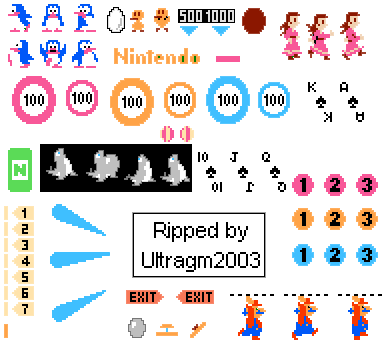 500 1000
Nintendo
100 100 100 100 100 100
K A
K A
N
10 J Q
10 J Q
1 2 3
1 2 3
1 2 3
1
2
3
4
5
6
7
Ripped by
Ultragm2003
EXIT EXIT